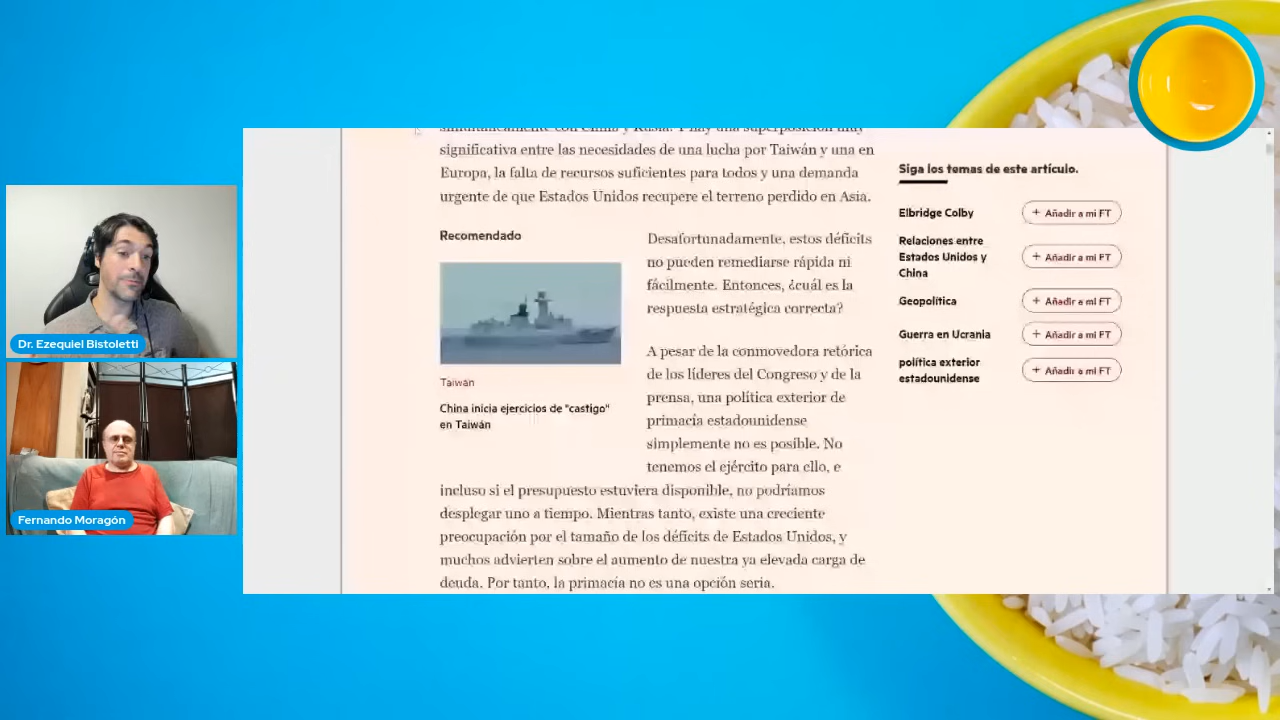 Dr. Ezequiel Bistoletti
Fernando Moragón
simultáneamente con China y Rusia. Y hay una superposición muy
significativa entre las necesidades de una lucha por Taiwán y una en
Europa, la falta de recursos suficientes para todos y una demanda
urgente de que Estados Unidos recupere el terreno perdido en Asia.
Recomendado
Taiwán
China inicia ejercicios de "castigo"
en Taiwán
Desafortunadamente, estos déficits
no pueden remediarse rápida ni
fácilmente. Entonces, ¿cuál es la
respuesta estratégica correcta?
A pesar de la conmovedora retórica
de los líderes del Congreso y de la
prensa, una política exterior de
primacía estadounidense
simplemente no es posible. No
tenemos el ejército para ello, e
incluso si el presupuesto estuviera disponible, no podríamos
desplegar uno a tiempo. Mientras tanto, existe una creciente
preocupación por el tamaño de los déficits de Estados Unidos, y
muchos advierten sobre el aumento de nuestra ya elevada carga de
deuda. Por tanto, la primacía no es una opción seria.
Siga los temas de este artículo.
Elbridge Colby
+ Añadir a mi FT
Relaciones entre
Estados Unidos y
China
+ Añadir a mi FT
Geopolítica
+ Añadir a mi FT
Guerra en Ucrania
+ Añadir a mi FT
política exterior
estadounidense
+ Añadir a mi FT